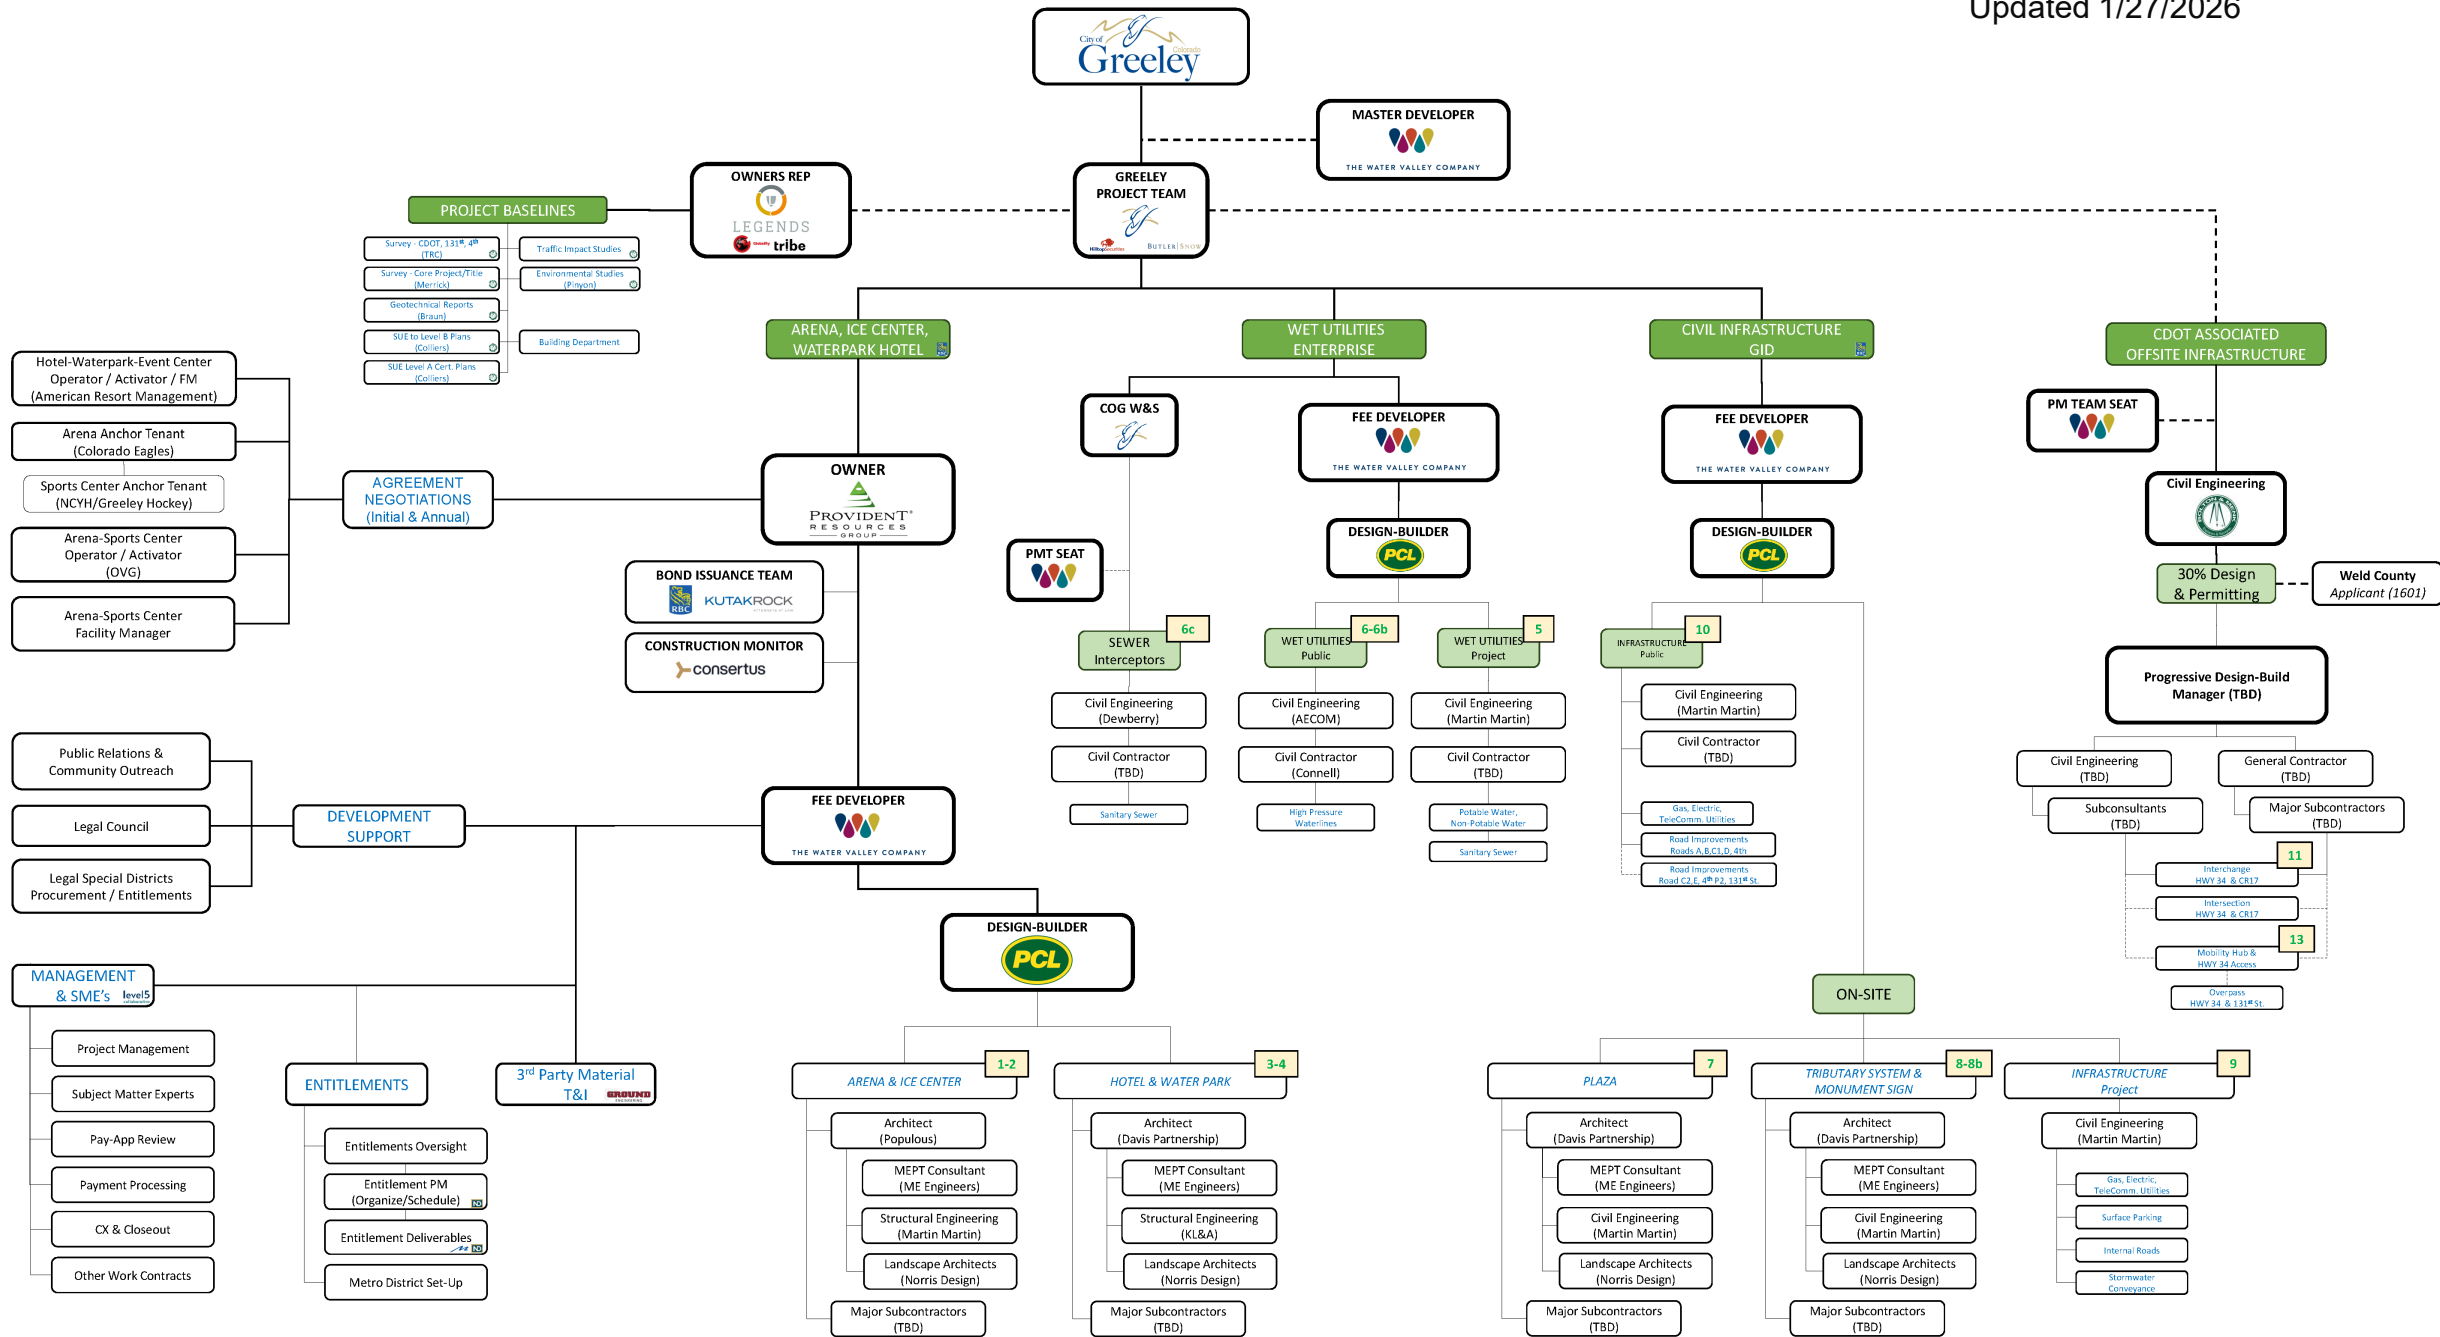 Updated 1/27/2026
City of
Greeley
Colorado
MASTER DEVELOPER
THE WATER VALLEY COMPANY
OWNERS REP
LEGENDS
tribe
GREELEY
PROJECT TEAM
HilltopSecurities
BUTLER | SNOW
PROJECT BASELINES
Survey - CDOT, 131st, 4th
(TRC)
Traffic Impact Studies
Survey - Core Project/Title
(Merrick)
Environmental Studies
(Pinyon)
Geotechnical Reports
(Braun)
SUE to Level B Plans
(Colliers)
Building Department
SUE Level A Cert. Plans
(Colliers)
ARENA, ICE CENTER,
WATERPARK HOTEL
WET UTILITIES
ENTERPRISE
CIVIL INFRASTRUCTURE
GID
CDOT ASSOCIATED
OFFSITE INFRASTRUCTURE
Hotel-Waterpark-Event Center
Operator / Activator / FM
(American Resort Management)
Arena Anchor Tenant
(Colorado Eagles)
Sports Center Anchor Tenant
(NCYH/Greeley Hockey)
Arena-Sports Center
Operator / Activator
(OVG)
Arena-Sports Center
Facility Manager
AGREEMENT
NEGOTIATIONS
(Initial & Annual)
OWNER
PROVIDENT®
RESOURCES
GROUP
BOND ISSUANCE TEAM
RBC
KUTAKROCK
CONSTRUCTION MONITOR
consertus
COG W&S
FEE DEVELOPER
THE WATER VALLEY COMPANY
FEE DEVELOPER
THE WATER VALLEY COMPANY
PM TEAM SEAT
Civil Engineering
PMT SEAT
DESIGN-BUILDER
PCL
DESIGN-BUILDER
PCL
30% Design
& Permitting
Weld County
Applicant (1601)
SEWER
Interceptors
6c
WET UTILITIES
Public
6-6b
WET UTILITIES
Project
5
INFRASTRUCTURE
Public
10
Civil Engineering
(Dewberry)
Civil Contractor
(TBD)
Sanitary Sewer
Civil Engineering
(AECOM)
Civil Contractor
(Connell)
High Pressure
Waterlines
Civil Engineering
(Martin Martin)
Civil Contractor
(TBD)
Potable Water,
Non-Potable Water
Sanitary Sewer
Civil Engineering
(Martin Martin)
Civil Contractor
(TBD)
Gas, Electric,
TeleComm. Utilities
Road Improvements
Roads A,B,C1,D, 4th
Road Improvements
Road C2,E, 4th P2, 131st St.
Progressive Design-Build
Manager (TBD)
Civil Engineering
(TBD)
General Contractor
(TBD)
Subconsultants
(TBD)
Major Subcontractors
(TBD)
11
Interchange
HWY 34 & CR17
Intersection
HWY 34 & CR17
13
Mobility Hub &
HWY 34 Access
Overpass
HWY 34 & 131st St.
Public Relations &
Community Outreach
Legal Council
Legal Special Districts
Procurement / Entitlements
DEVELOPMENT
SUPPORT
FEE DEVELOPER
THE WATER VALLEY COMPANY
DESIGN-BUILDER
PCL
MANAGEMENT
& SME's
level5
Project Management
Subject Matter Experts
Pay-App Review
Payment Processing
CX & Closeout
Other Work Contracts
ENTITLEMENTS
Entitlements Oversight
Entitlement PM
(Organize/Schedule)
Entitlement Deliverables
Metro District Set-Up
3rd Party Material
T&I
GROUND
ARENA & ICE CENTER
1-2
Architect
(Populous)
MEPT Consultant
(ME Engineers)
Structural Engineering
(Martin Martin)
Landscape Architects
(Norris Design)
Major Subcontractors
(TBD)
HOTEL & WATER PARK
3-4
Architect
(Davis Partnership)
MEPT Consultant
(ME Engineers)
Structural Engineering
(KL&A)
Landscape Architects
(Norris Design)
Major Subcontractors
(TBD)
ON-SITE
PLAZA
7
Architect
(Davis Partnership)
MEPT Consultant
(ME Engineers)
Civil Engineering
(Martin Martin)
Landscape Architects
(Norris Design)
Major Subcontractors
(TBD)
TRIBUTARY SYSTEM &
MONUMENT SIGN
8-8b
Architect
(Davis Partnership)
MEPT Consultant
(ME Engineers)
Civil Engineering
(Martin Martin)
Landscape Architects
(Norris Design)
Major Subcontractors
(TBD)
INFRASTRUCTURE
Project
9
Civil Engineering
(Martin Martin)
Gas, Electric,
TeleComm. Utilities
Surface Parking
Internal Roads
Stormwater
Conveyance